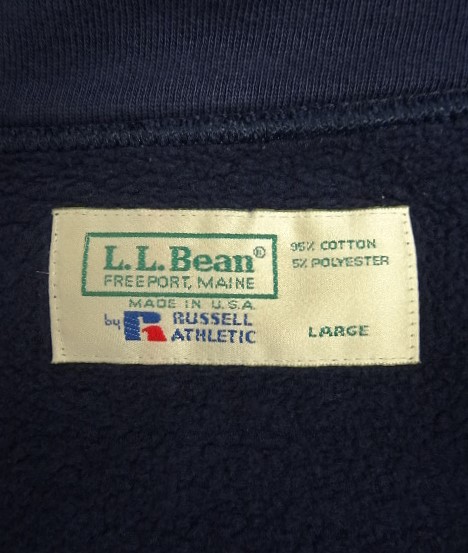 L.L.Bean®
FREEPORT, MAINE
95% COTTON
5% POLYESTER
MADE IN U.S.A.
by R RUSSELL
ATHLETIC
LARGE